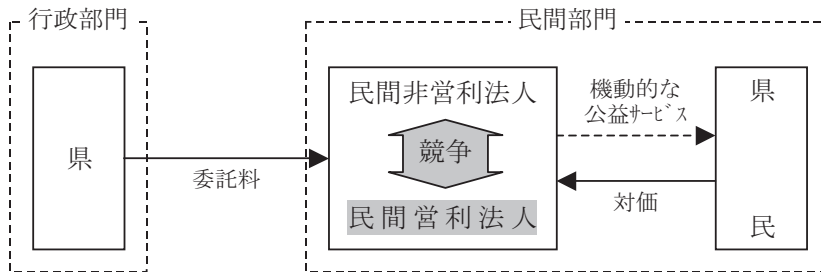 行政部門
民間部門
県
委託料
民間非営利法人
競争
民間営利法人
機動的な
公益ｻｰﾋﾞｽ
対価
県
民